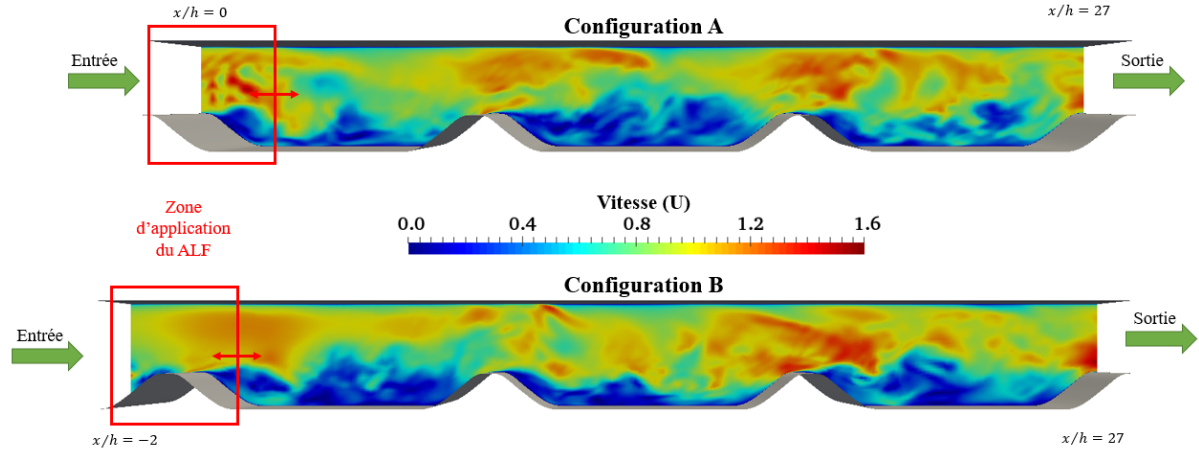 x/h = 0
Configuration A
x/h = 27
Entrée
Sortie
Zone
d'application
du ALF
Vitesse (U)
0.0 0.4 0.8 1.2 1.6
Configuration B
Entrée
Sortie
x/h = −2
x/h = 27